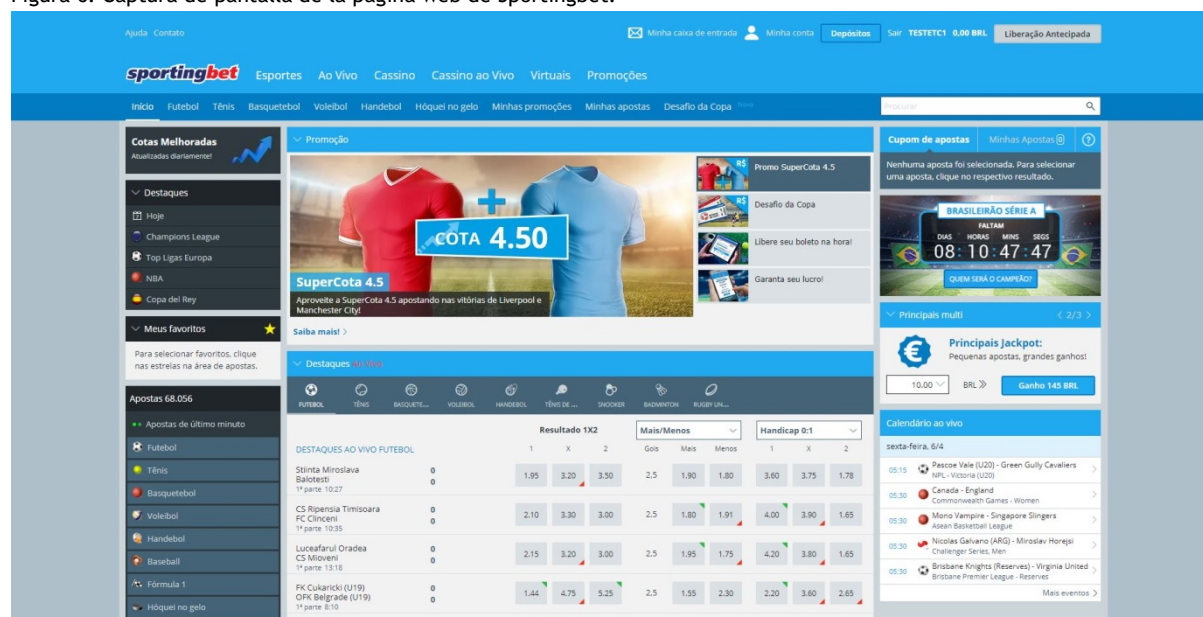 Figura 6. Captura de pantalla de la página web de Sportingbet.
Ajuda Contato
Minha caixa de entrada Minha conta Depósitos Sair TESTETC1 0,00 BRL Liberação Antecipada
sportingbet Esportes Ao Vivo Cassino Cassino ao Vivo Virtuais Promoções
Início Futebol Tênis Basquetebol Voleibol Handebol Hóquei no gelo Minhas promoções Minhas apostas Desafio da Copa
Procurar
Cotas Melhoradas
Atualizadas diariamente!
Destaques
Hoje
Champions League
Top Ligas Europa
NBA
Copa del Rey
Meus favoritos
Para selecionar favoritos, clique
nas estrelas na área de apostas.
Apostas 68.056
Apostas de último minuto
Futebol
Tênis
Basquetebol
Voleibol
Handebol
Baseball
Fórmula 1
Hóquei no gelo
Promoção
COTA 4.50
SuperCota 4.5
Aproveite a SuperCota 4.5 apostando nas vitórias de Liverpool e
Manchester City!
Saiba mais!
R$ Promo SuperCota 4.5
R$ Desafio da Copa
Libere seu boleto na hora!
Garanta seu lucro!
Destaques Ao Vivo
FUTEBOL TÊNIS BASQUETE... VOLEIBOL HANDEBOL TÊNIS DE ... SNOOKER BADMINTON RUGBY UN...
Resultado 1X2 Mais/Menos Handicap 0:1
DESTAQUES AO VIVO FUTEBOL 1 X 2 Gols Mais Menos 1 X 2
Stiinta Miroslava 0
Balotesti 0
1ª parte 10:27
1.95 3.20 3.50 2,5 1.90 1.80 3.60 3.75 1.78
CS Ripensia Timisoara 0
FC Clinceni 0
1ª parte 10:35
2.10 3.30 3.00 2,5 1.80 1.91 4.00 3.90 1.65
Luceafarul Oradea 0
CS Mioveni 0
1ª parte 13:18
2.15 3.20 3.00 2,5 1.95 1.75 4.20 3.80 1.65
FK Cukaricki (U19) 0
OFK Belgrade (U19) 0
1ª parte 8:10
1.44 4.75 5.25 2,5 1.55 2.30 2.20 3.60 2.65
Cupom de apostas Minhas Apostas 0 ?
Nenhuma aposta foi selecionada. Para selecionar
uma aposta, clique no respectivo resultado.
BRASILEIRÃO SÉRIE A
FALTAM
DIAS HORAS MINS SEGS
08:10:47:47
QUEM SERÁ O CAMPEÃO?
Principais multi < 2/3 >
Principais Jackpot:
Pequenas apostas, grandes ganhos!
10.00 BRL Ganho 145 BRL
Calendário ao vivo
sexta-feira, 6/4
05:15 Pascoe Vale (U20) - Green Gully Cavaliers
NPL - Victoria (U20)
05:30 Canada - England
Commonwealth Games - Women
05:30 Mono Vampire - Singapore Slingers
Asean Basketball League
05:30 Nicolas Galvano (ARG) - Miroslav Horejsi
Challenger Series, Men
05:30 Brisbane Knights (Reserves) - Virginia United
Brisbane Premier League - Reserves
Mais eventos